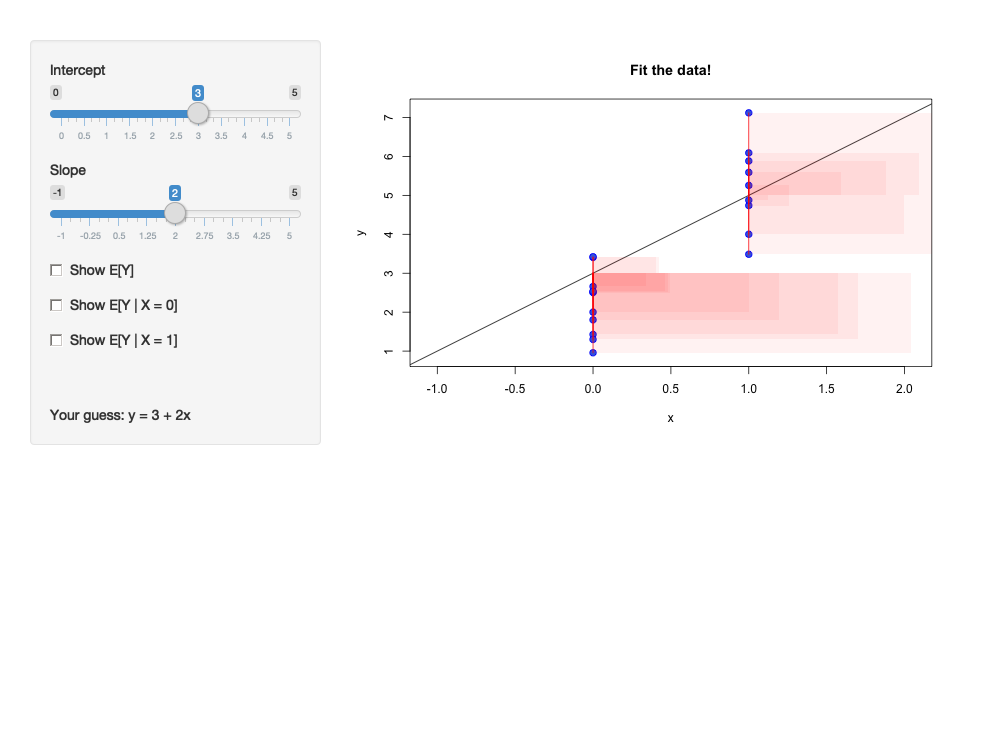 Intercept
0 3 5
0 0.5 1 1.5 2 2.5 3 3.5 4 4.5 5
Slope
-1 2 5
-1 -0.25 0.5 1.25 2 2.75 3.5 4.25 5
Show E[Y]
Show E[Y | X = 0]
Show E[Y | X = 1]
Your guess: y = 3 + 2x
Fit the data!
7
6
5
4
3
2
1
y
-1.0 -0.5 0.0 0.5 1.0 1.5 2.0
x